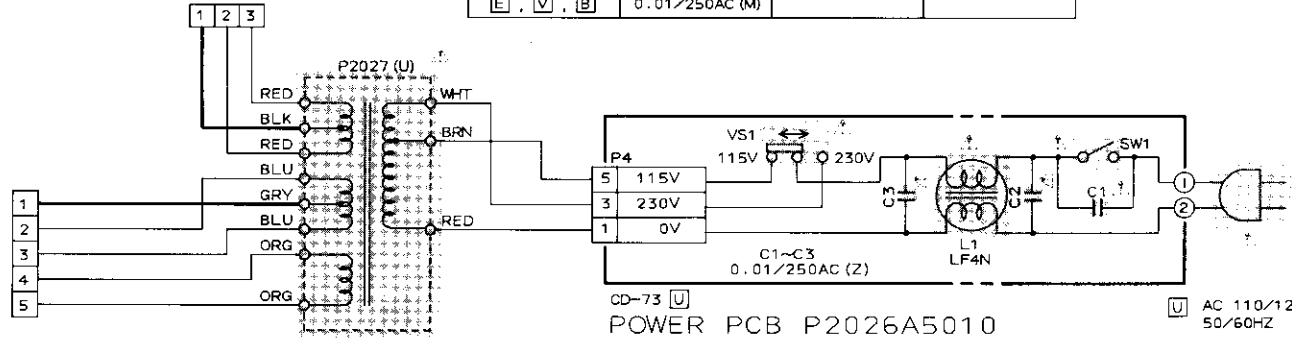 E , V , B
0.01/250AC (M)
1 2 3
P2027 (U)
RED
WHT
BLK
BRN
RED
BLU
GRY
BLU
RED
ORG
ORG
1
2
3
4
5
VS1
115V
230V
SW1
P4
5 115V
3 230V
1 0V
C3
C2
C1
1
2
L1
LF4N
C1~C3
0.01/250AC (Z)
CD-73 U
POWER PCB P2026A5010
U AC 110/12
50/60HZ